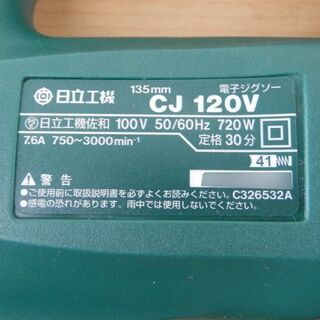 日立工機
135mm
電子ジグソー
CJ 120V
日立工機佐和 100V 50/60Hz 720W
7.6A 750~3000min⁻¹ 定格30分
41
警告
C326532A
●ご使用前に取扱説明書を必ずよくお読みください。
●感電の恐れがあります。雨中では使用しないでください。